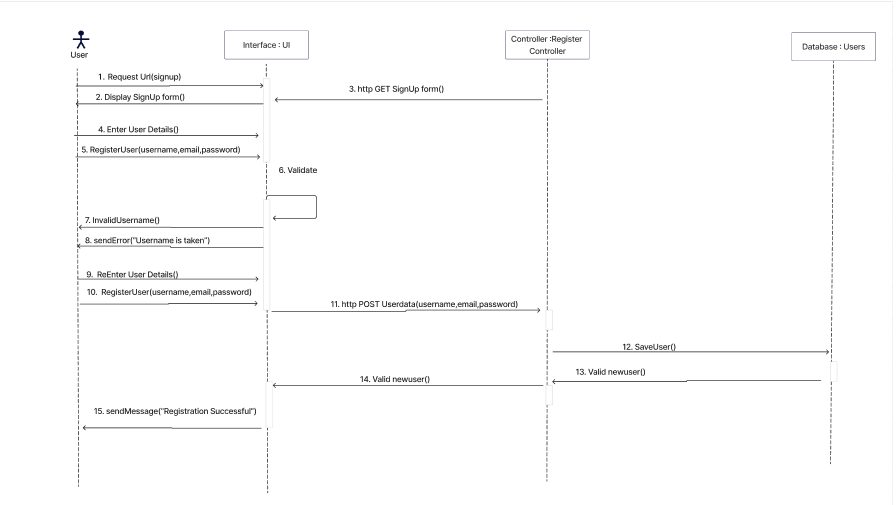 User
Interface : UI
Controller :Register
Controller
Database : Users
1. Request Url(signup)
2. Display SignUp form()
3. http GET SignUp form()
4. Enter User Details()
5. RegisterUser(username,email,password)
6. Validate
7. InvalidUsername()
8. sendError("Username is taken")
9. ReEnter User Details()
10. RegisterUser(username,email,password)
11. http POST Userdata(username,email,password)
12. SaveUser()
13. Valid newuser()
14. Valid newuser()
15. sendMessage("Registration Successful")